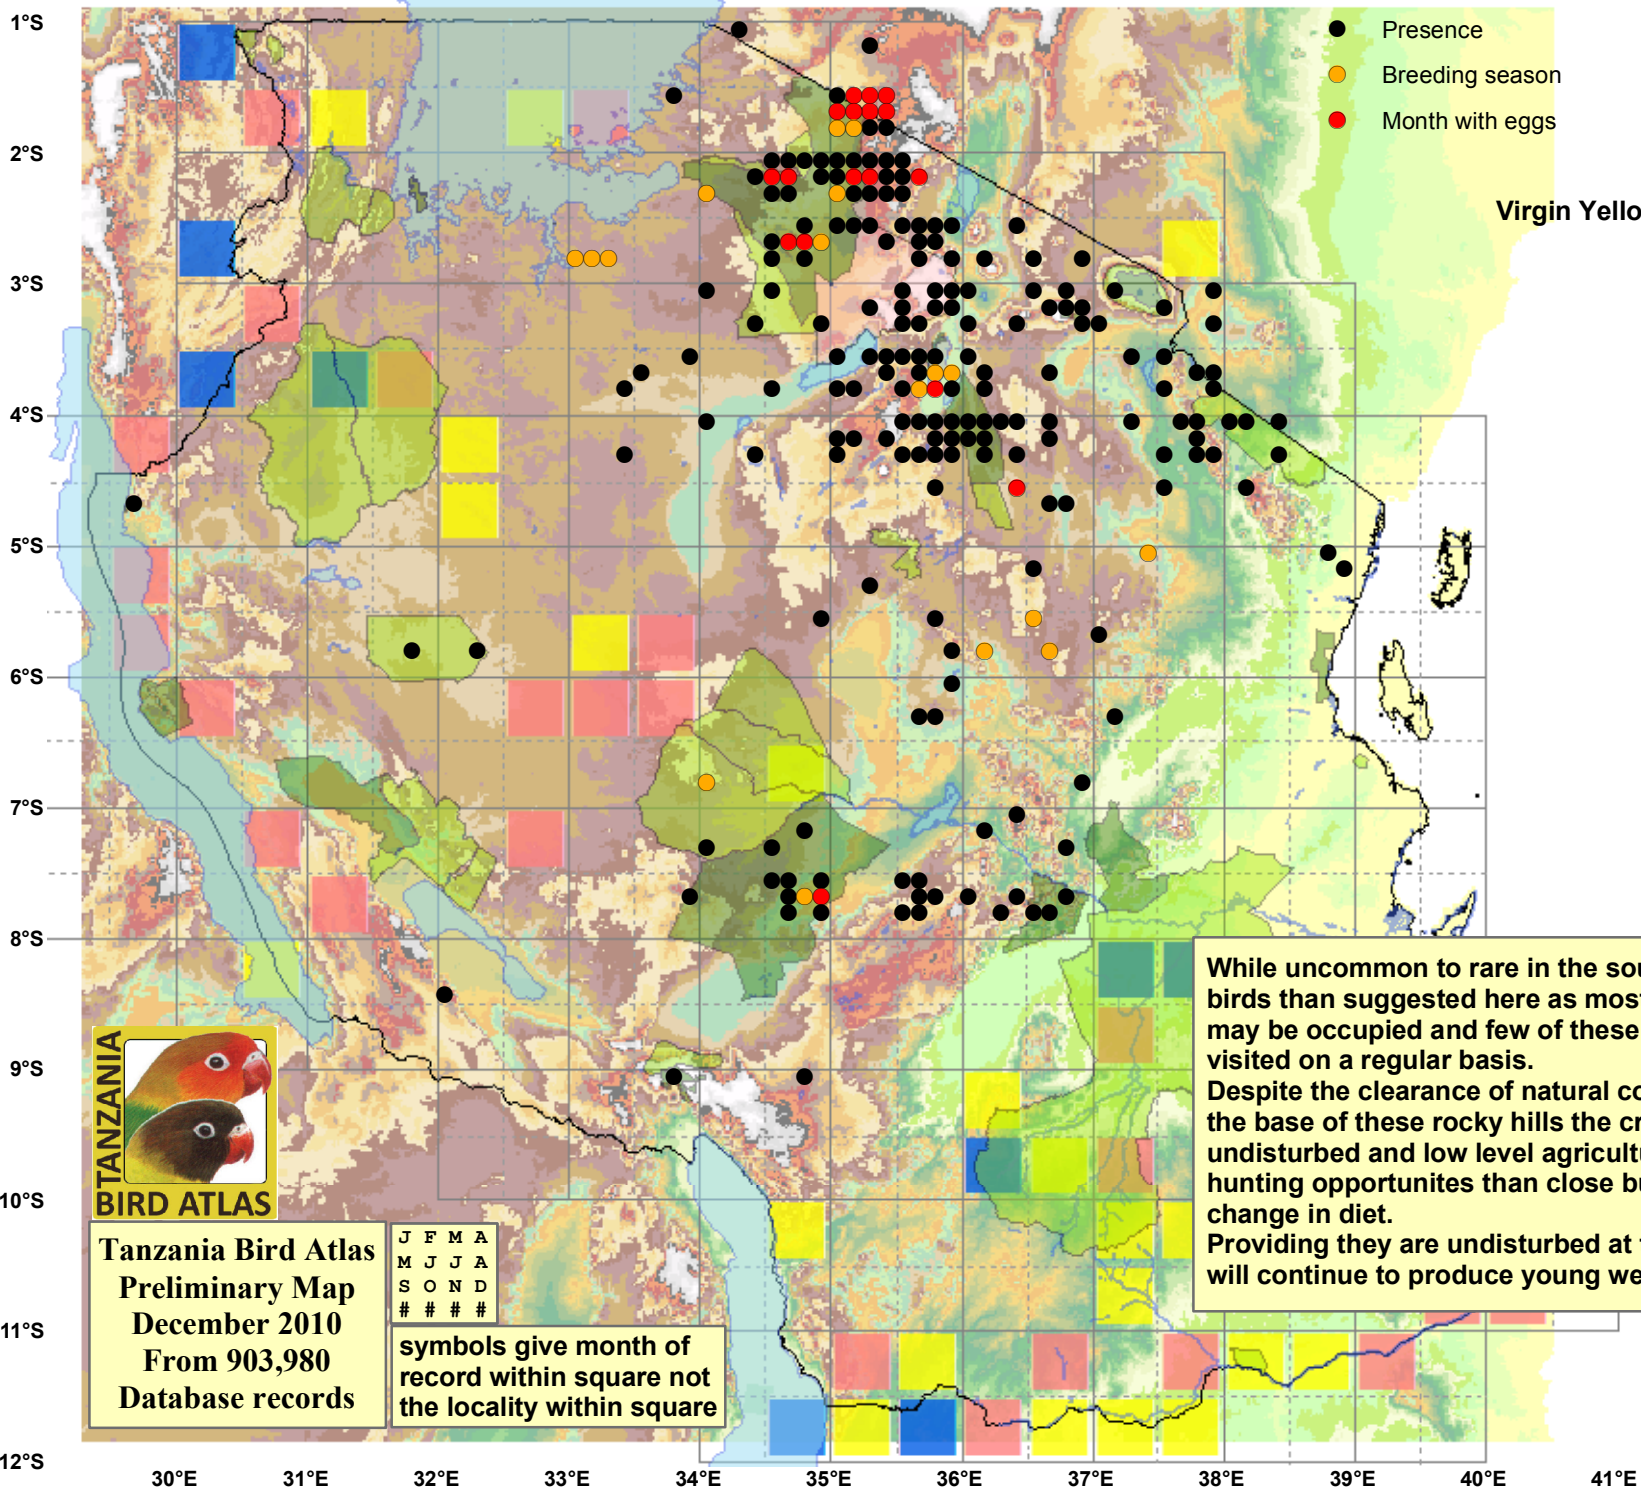 1°S
2°S
3°S
4°S
5°S
6°S
7°S
8°S
9°S
10°S
11°S
12°S
30°E 31°E 32°E 33°E 34°E 35°E 36°E 37°E 38°E 39°E 40°E 41°E
Presence
Breeding season
Month with eggs
Virgin Yello
While uncommon to rare in the sou
birds than suggested here as most
may be occupied and few of these
visited on a regular basis.
Despite the clearance of natural co
the base of these rocky hills the cr
undisturbed and low level agricultu
hunting opportunites than close bu
change in diet.
Providing they are undisturbed at t
will continue to produce young we
TANZANIA
BIRD ATLAS
Tanzania Bird Atlas
Preliminary Map
December 2010
From 903,980
Database records
J F M A
M J J A
S O N D
# # # #
symbols give month of
record within square not
the locality within square